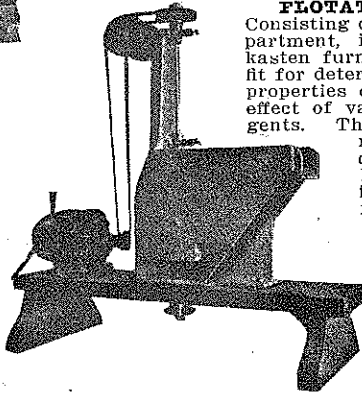 FLOTAT
Consisting
partment, i
kasten furn
fit for deter
properties
effect of va
gents. Th